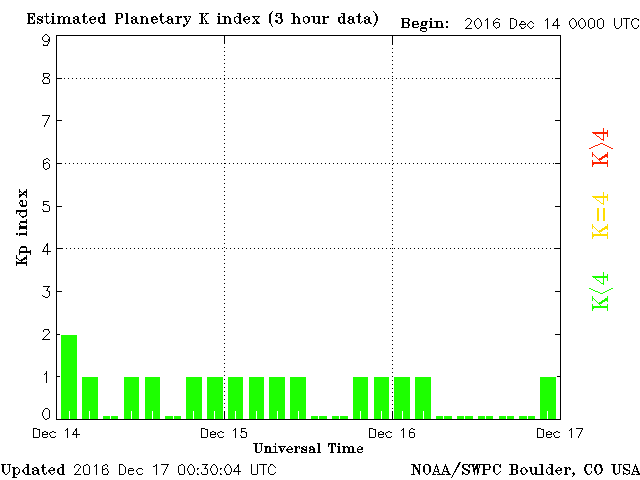 Estimated Planetary K index (3 hour data) Begin: 2016 Dec 14 0000 UTC
9
8
7
6
5
4
3
2
1
0
Kp index
K>4
K=4
K<4
Dec 14 Dec 15 Dec 16 Dec 17
Universal Time
Updated 2016 Dec 17 00:30:04 UTC NOAA/SWPC Boulder, CO USA